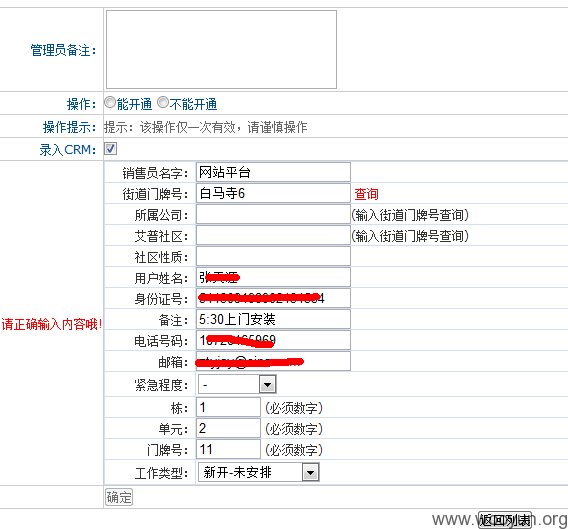 管理员备注：
操作： 能开通 不能开通
操作提示： 提示：该操作仅一次有效，请谨慎操作
录入CRM：
请正确输入内容哦!
销售员名字： 网站平台
街道门牌号： 白马寺6 查询
所属公司： (输入街道门牌号查询)
艾普社区： (输入街道门牌号查询)
社区性质：
用户姓名：
身份证号：
备注： 5:30上门安装
电话号码：
邮箱：
紧急程度： -
栋： 1 (必须数字)
单元： 2 (必须数字)
门牌号： 11 (必须数字)
工作类型： 新开-未安排
确定
返回列表